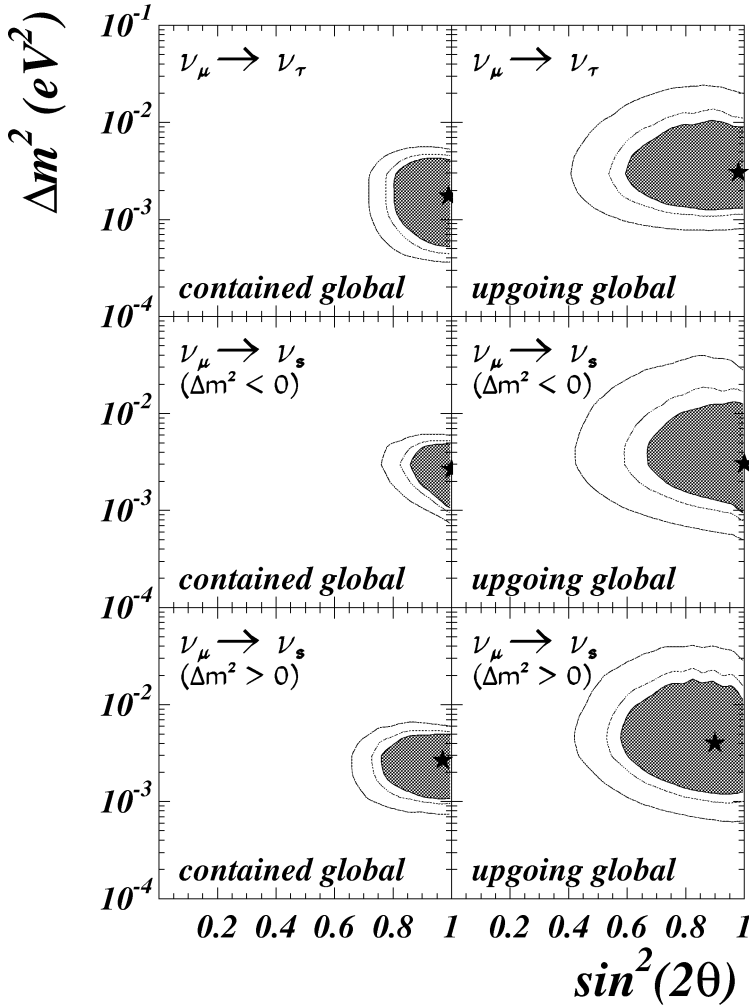 Δm² (eV²)
10⁻¹
10⁻²
10⁻³
10⁻⁴
ν_μ → ν_τ
contained global
ν_μ → ν_τ
upgoing global
10⁻²
10⁻³
10⁻⁴
ν_μ → ν_s
(Δm² < 0)
contained global
ν_μ → ν_s
(Δm² < 0)
upgoing global
10⁻²
10⁻³
10⁻⁴
ν_μ → ν_s
(Δm² > 0)
contained global
ν_μ → ν_s
(Δm² > 0)
upgoing global
0.2 0.4 0.6 0.8 1
0.2 0.4 0.6 0.8 1
sin²(2θ)